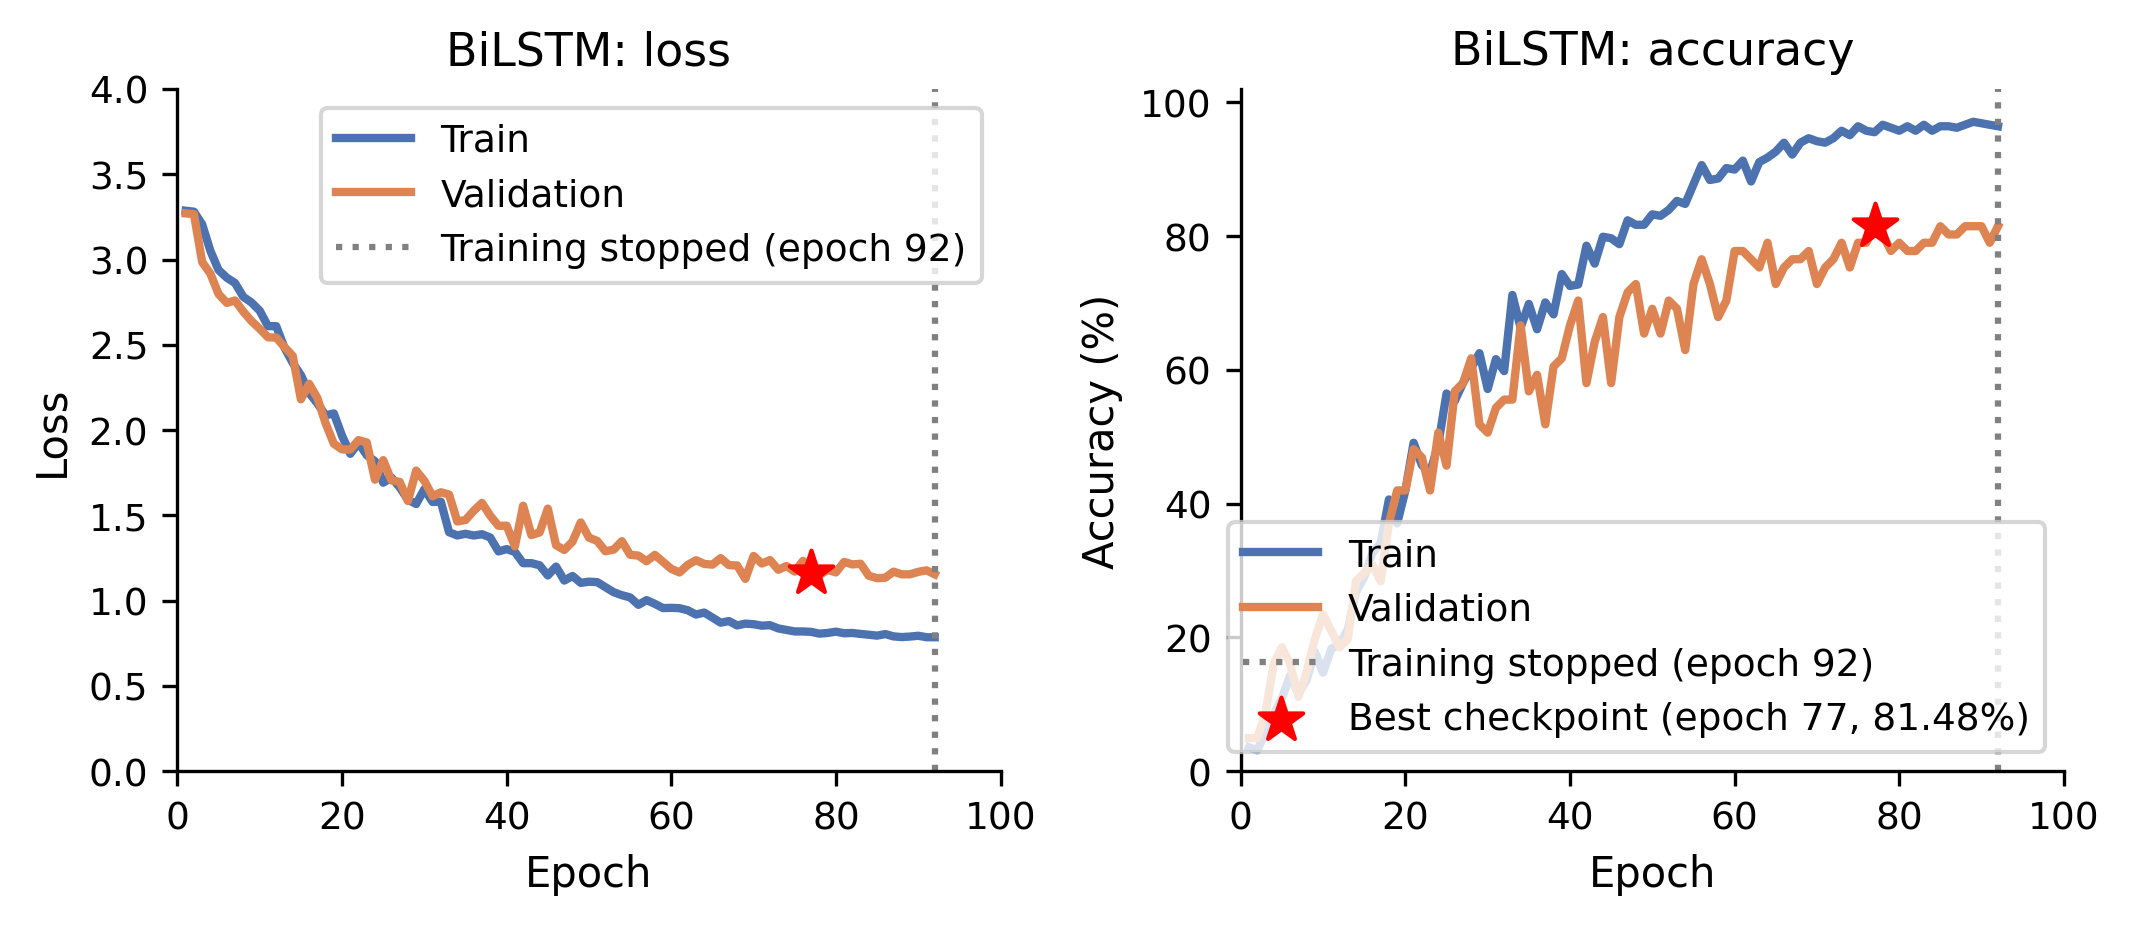 BiLSTM: loss
4.0
3.5
3.0
2.5
2.0
1.5
1.0
0.5
0.0
Loss
Train
Validation
Training stopped (epoch 92)
0 20 40 60 80 100
Epoch
BiLSTM: accuracy
100
80
60
40
20
0
Accuracy (%)
Train
Validation
Training stopped (epoch 92)
Best checkpoint (epoch 77, 81.48%)
0 20 40 60 80 100
Epoch